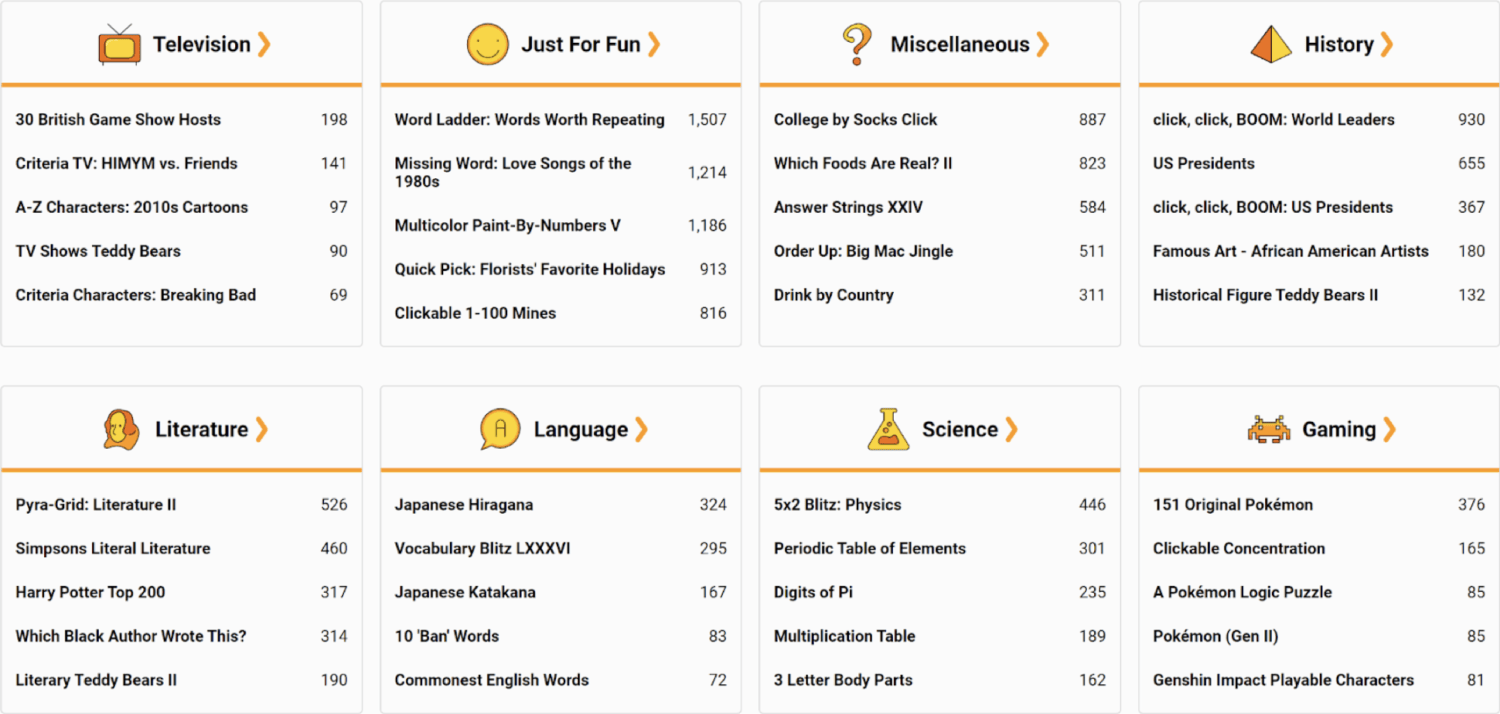 Television
30 British Game Show Hosts 198
Criteria TV: HIMYM vs. Friends 141
A-Z Characters: 2010s Cartoons 97
TV Shows Teddy Bears 90
Criteria Characters: Breaking Bad 69
Just For Fun
Word Ladder: Words Worth Repeating 1,507
Missing Word: Love Songs of the
1980s 1,214
Multicolor Paint-By-Numbers V 1,186
Quick Pick: Florists' Favorite Holidays 913
Clickable 1-100 Mines 816
Miscellaneous
College by Socks Click 887
Which Foods Are Real? II 823
Answer Strings XXIV 584
Order Up: Big Mac Jingle 511
Drink by Country 311
History
click, click, BOOM: World Leaders 930
US Presidents 655
click, click, BOOM: US Presidents 367
Famous Art - African American Artists 180
Historical Figure Teddy Bears II 132
Literature
Pyra-Grid: Literature II 526
Simpsons Literal Literature 460
Harry Potter Top 200 317
Which Black Author Wrote This? 314
Literary Teddy Bears II 190
A
Language
Japanese Hiragana 324
Vocabulary Blitz LXXXVI 295
Japanese Katakana 167
10 'Ban' Words 83
Commonest English Words 72
Science
5x2 Blitz: Physics 446
Periodic Table of Elements 301
Digits of Pi 235
Multiplication Table 189
3 Letter Body Parts 162
Gaming
151 Original Pokémon 376
Clickable Concentration 165
A Pokémon Logic Puzzle 85
Pokémon (Gen II) 85
Genshin Impact Playable Characters 81